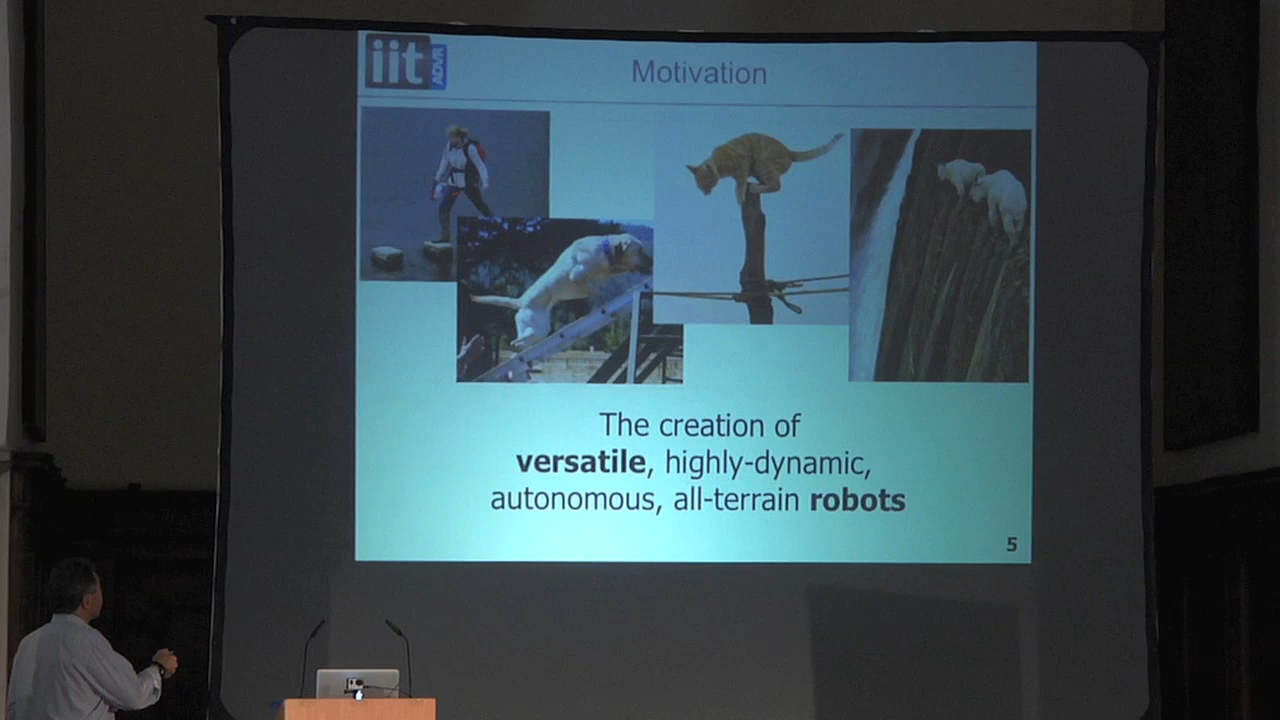 iit
ADVR
Motivation
The creation of
versatile, highly-dynamic,
autonomous, all-terrain robots
5